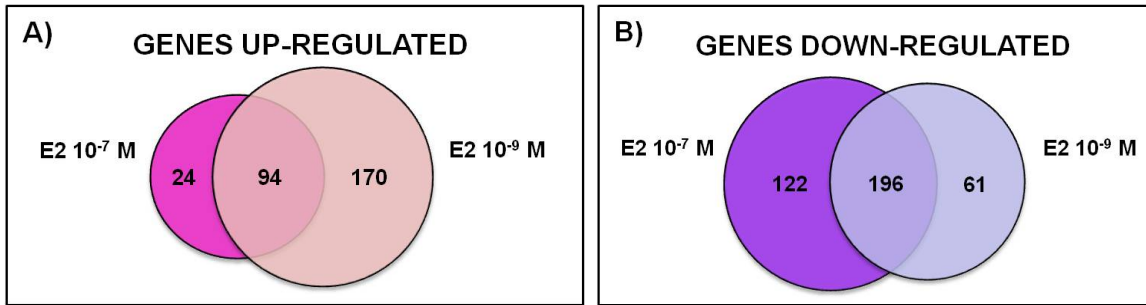 A)
GENES UP-REGULATED
E2 10⁻⁷ M
E2 10⁻⁹ M
24
94
170
B)
GENES DOWN-REGULATED
E2 10⁻⁷ M
E2 10⁻⁹ M
122
196
61